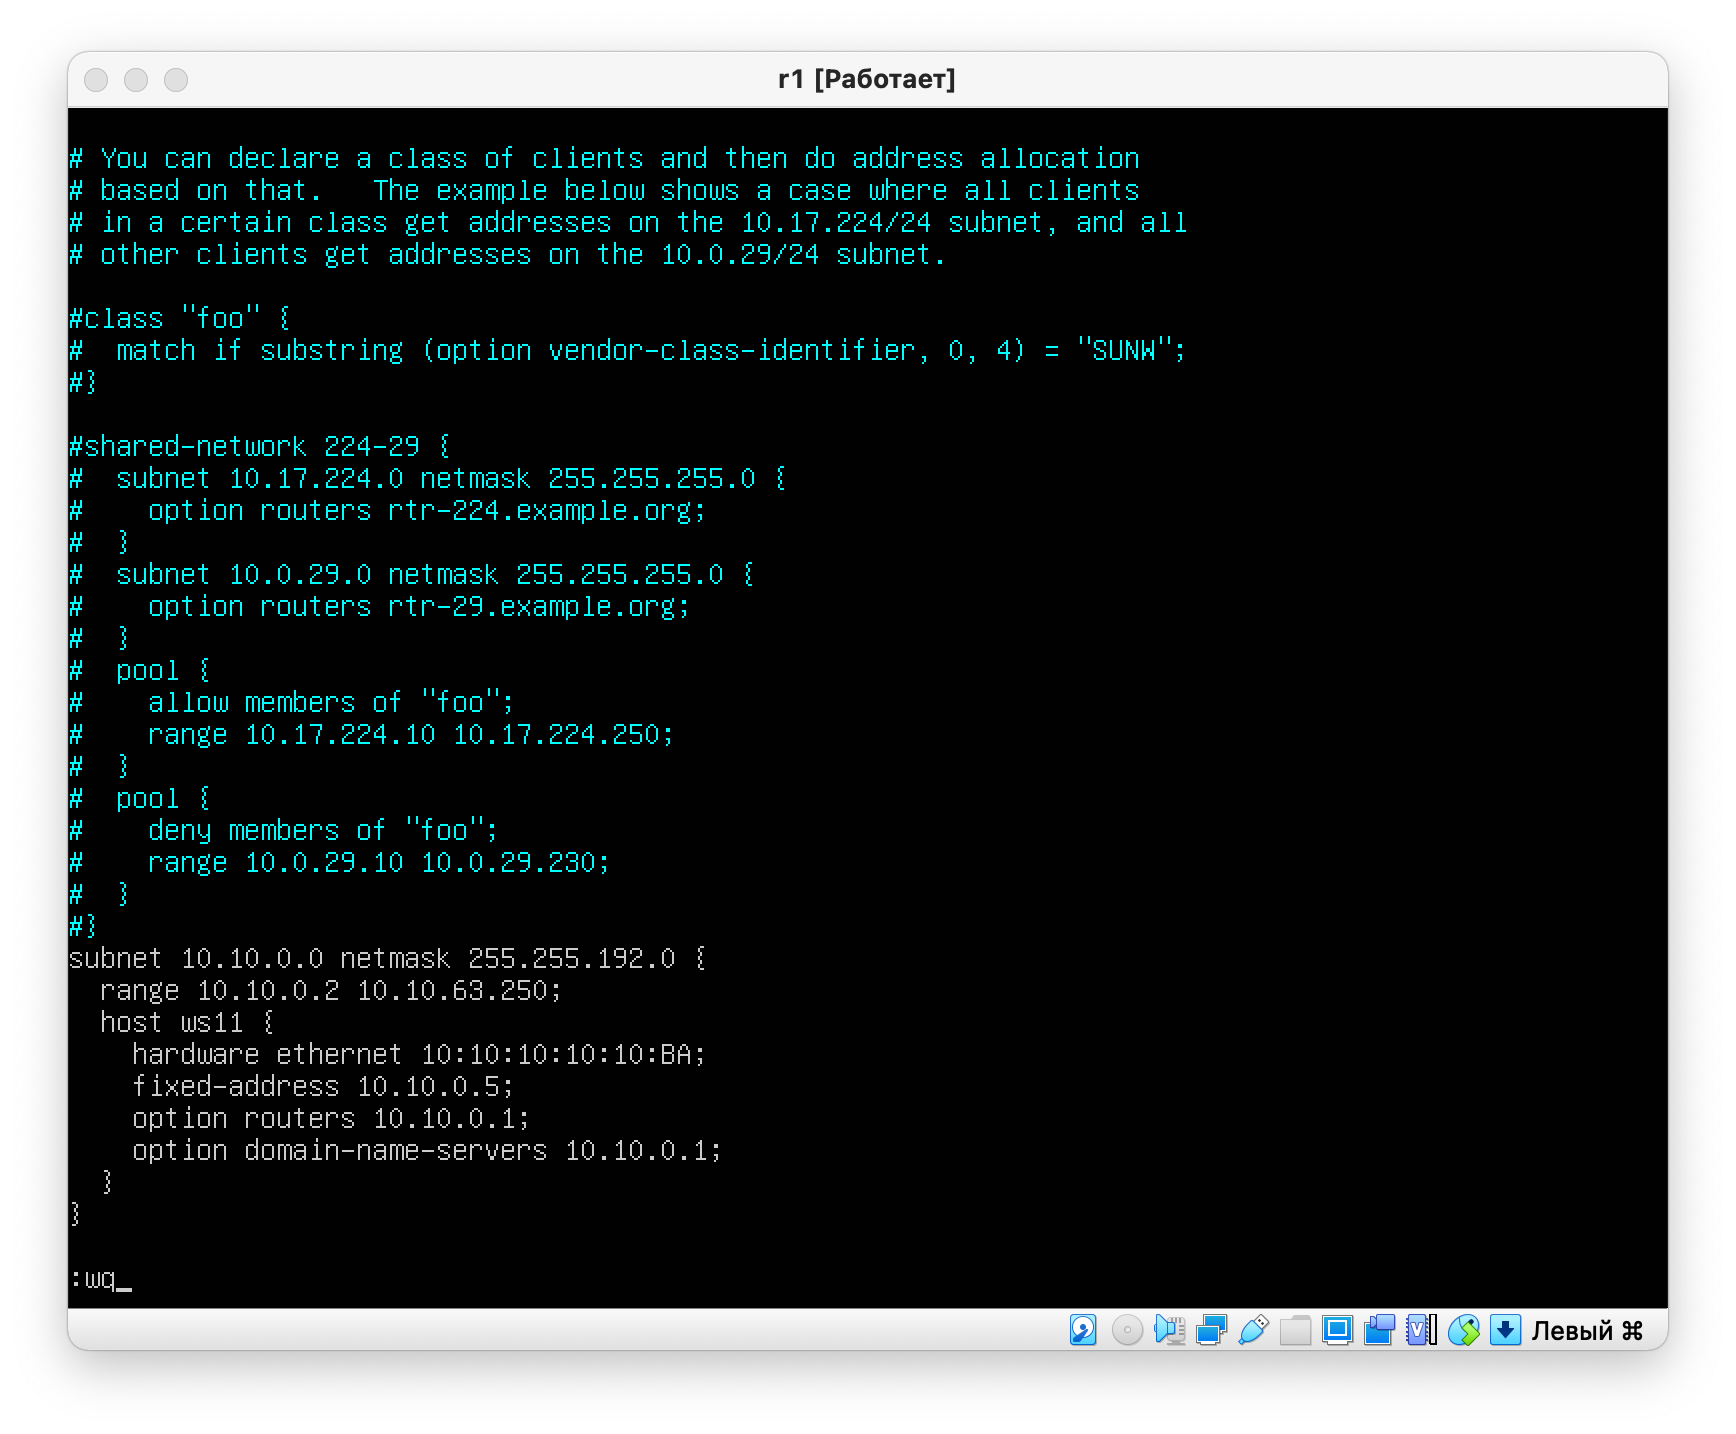 r1 [Работает]
# You can declare a class of clients and then do address allocation
# based on that.   The example below shows a case where all clients
# in a certain class get addresses on the 10.17.224/24 subnet, and all
# other clients get addresses on the 10.0.29/24 subnet.
#class "foo" {
#  match if substring (option vendor-class-identifier, 0, 4) = "SUNW";
#}
#shared-network 224-29 {
#  subnet 10.17.224.0 netmask 255.255.255.0 {
#    option routers rtr-224.example.org;
#  }
#  subnet 10.0.29.0 netmask 255.255.255.0 {
#    option routers rtr-29.example.org;
#  }
#  pool {
#    allow members of "foo";
#    range 10.17.224.10 10.17.224.250;
#  }
#  pool {
#    deny members of "foo";
#    range 10.0.29.10 10.0.29.230;
#  }
#}
subnet 10.10.0.0 netmask 255.255.192.0 {
  range 10.10.0.2 10.10.63.250;
  host ws11 {
    hardware ethernet 10:10:10:10:10:BA;
    fixed-address 10.10.0.5;
    option routers 10.10.0.1;
    option domain-name-servers 10.10.0.1;
  }
}
:wq_
Левый ⌘